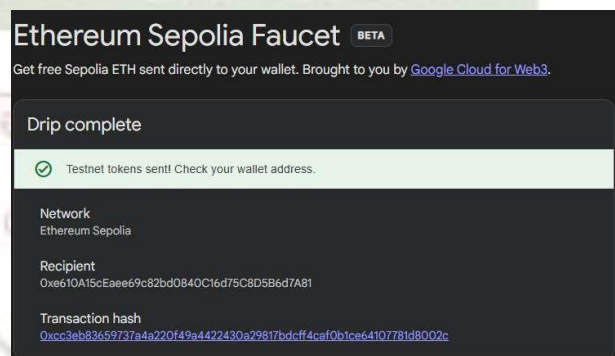 Ethereum Sepolia Faucet BETA
Get free Sepolia ETH sent directly to your wallet. Brought to you by Google Cloud for Web3.
Drip complete
Testnet tokens sent! Check your wallet address.
Network
Ethereum Sepolia
Recipient
0xe610A15cEaee69c82bd0840C16d75C8D5B6d7A81
Transaction hash
0xcc3eb83659737a4a220f49a4422430a29817bdcff4caf0b1ce64107781d8002c